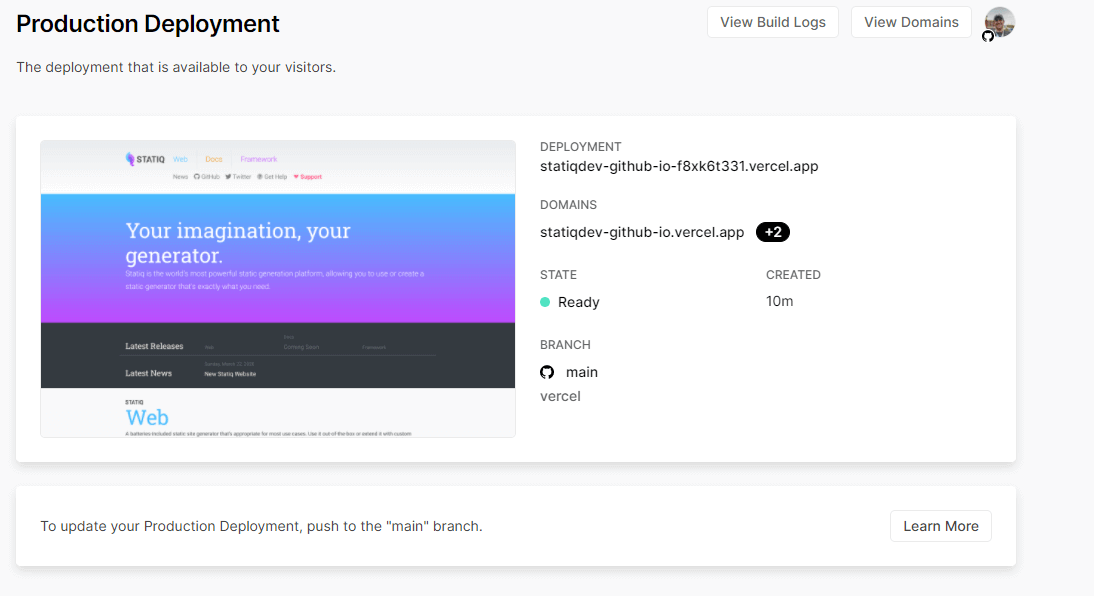 Production Deployment
View Build Logs
View Domains
The deployment that is available to your visitors.
STATIQ Web Docs Framework
News GitHub Twitter Get Help Support
Your imagination, your
generator.
Statiq is the world's most powerful static generation platform, allowing you to use or create a
static generator that's exactly what you need.
Latest Releases Web Docs Coming Soon Framework
Latest News
New Statiq Website
STATIQ
Web
A batteries-included static site generator that's appropriate for most use cases. Use it out-of-the-box or extend it with custom
DEPLOYMENT
statiqdev-github-io-f8xk6t331.vercel.app
DOMAINS
statiqdev-github-io.vercel.app +2
STATE
Ready
CREATED
10m
BRANCH
main
vercel
To update your Production Deployment, push to the "main" branch.
Learn More